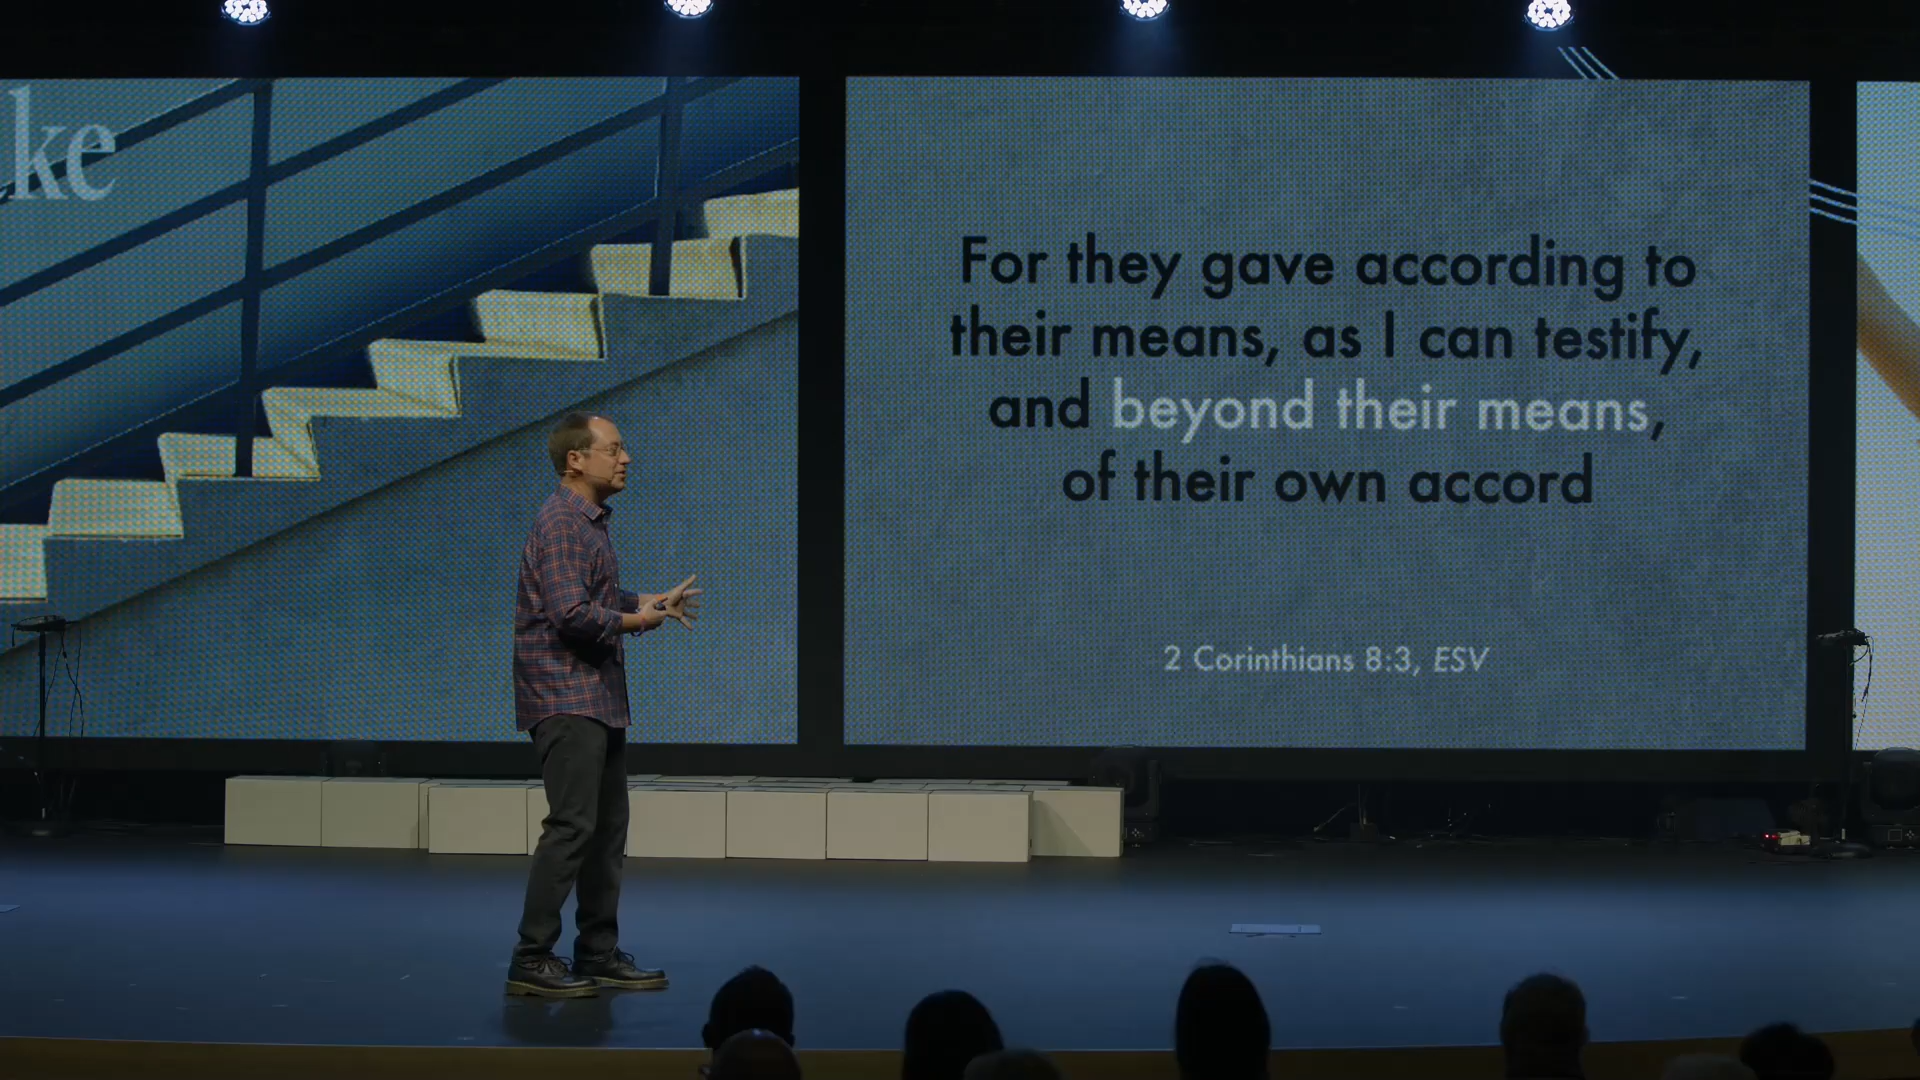 ke
For they gave according to
their means, as I can testify,
and beyond their means,
of their own accord
2 Corinthians 8:3, ESV